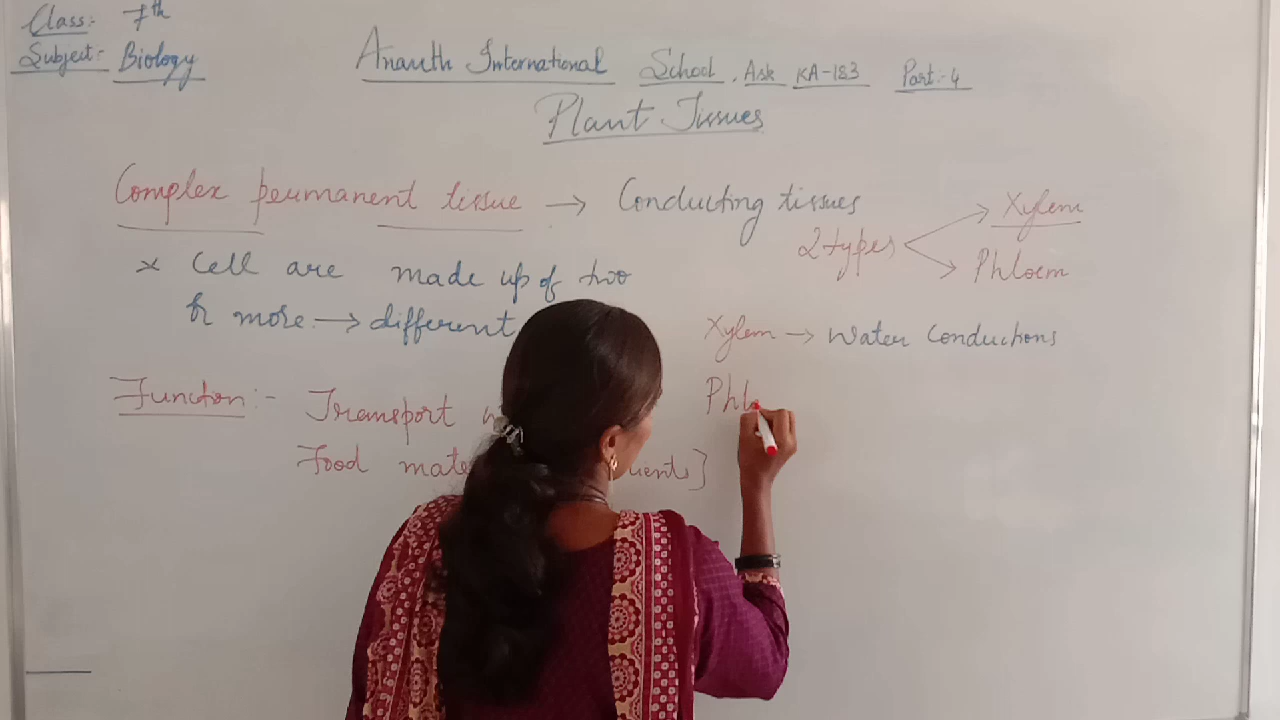 Class:- 7th
Subject:- Biology
Ananth International School, Ask KA-183 Part:-4
Plant Tissues
Complex permanent tissue → Conducting tissues
2 types
Xylem
Phloem
x Cell are made up of two
or more → different
Xylem → Water Conductions
Phlo
Function:- Transport
Food mate uents]